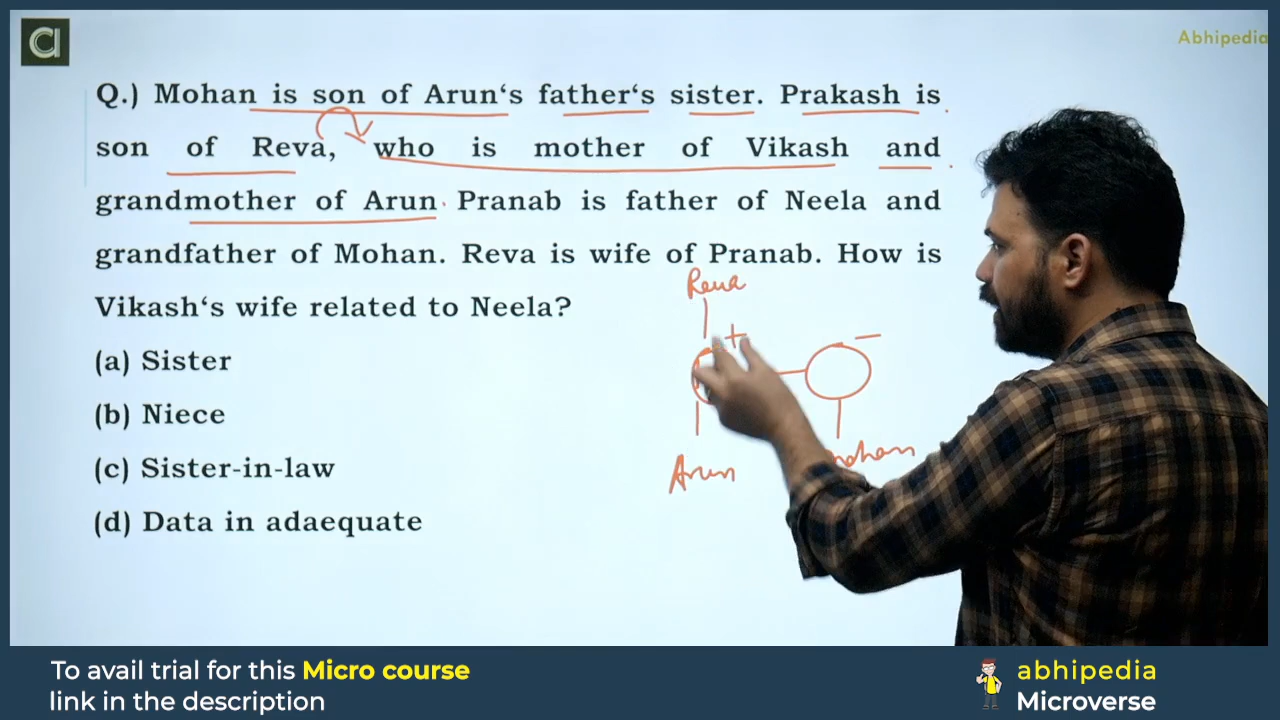 Abhipedia
Q.) Mohan is son of Arun‘s father‘s sister. Prakash is
son of Reva, who is mother of Vikash and
grandmother of Arun. Pranab is father of Neela and
grandfather of Mohan. Reva is wife of Pranab. How is
Vikash‘s wife related to Neela?
(a) Sister
(b) Niece
(c) Sister-in-law
(d) Data in adaequate
Reva
+
−
Arun
mohan
To avail trial for this Micro course
link in the description
abhipedia
Microverse